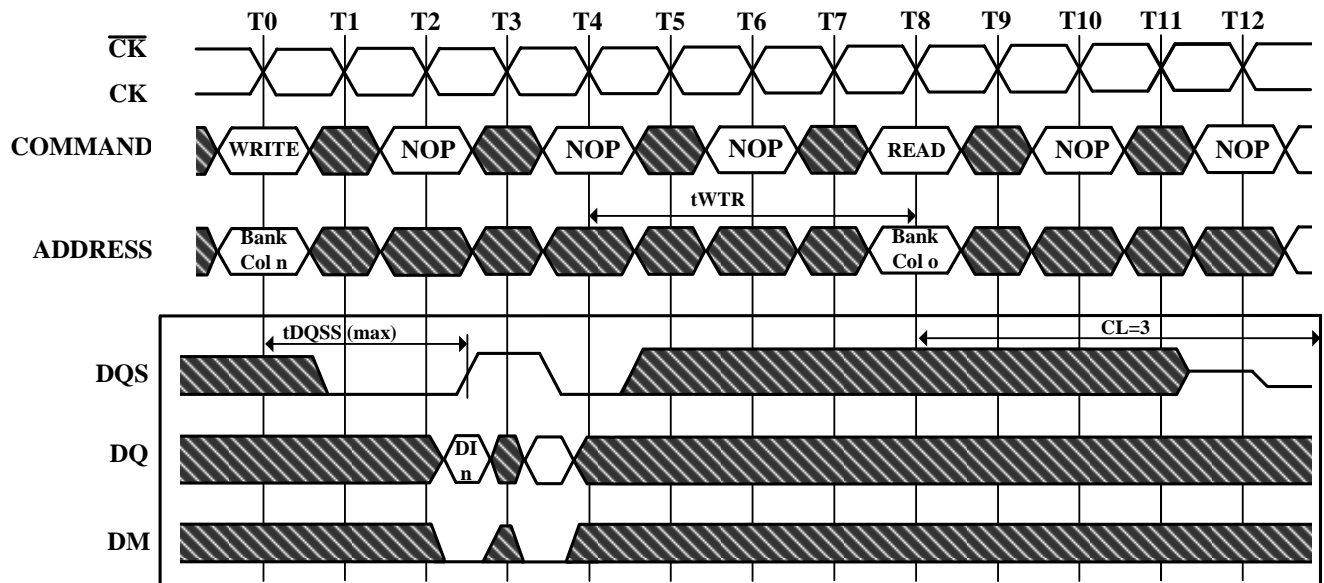 T0 T1 T2 T3 T4 T5 T6 T7 T8 T9 T10 T11 T12
CK
CK
COMMAND WRITE NOP NOP NOP READ NOP NOP
tWTR
ADDRESS Bank Col n Bank Col o
tDQSS (max) CL=3
DQS
DQ DI n
DM